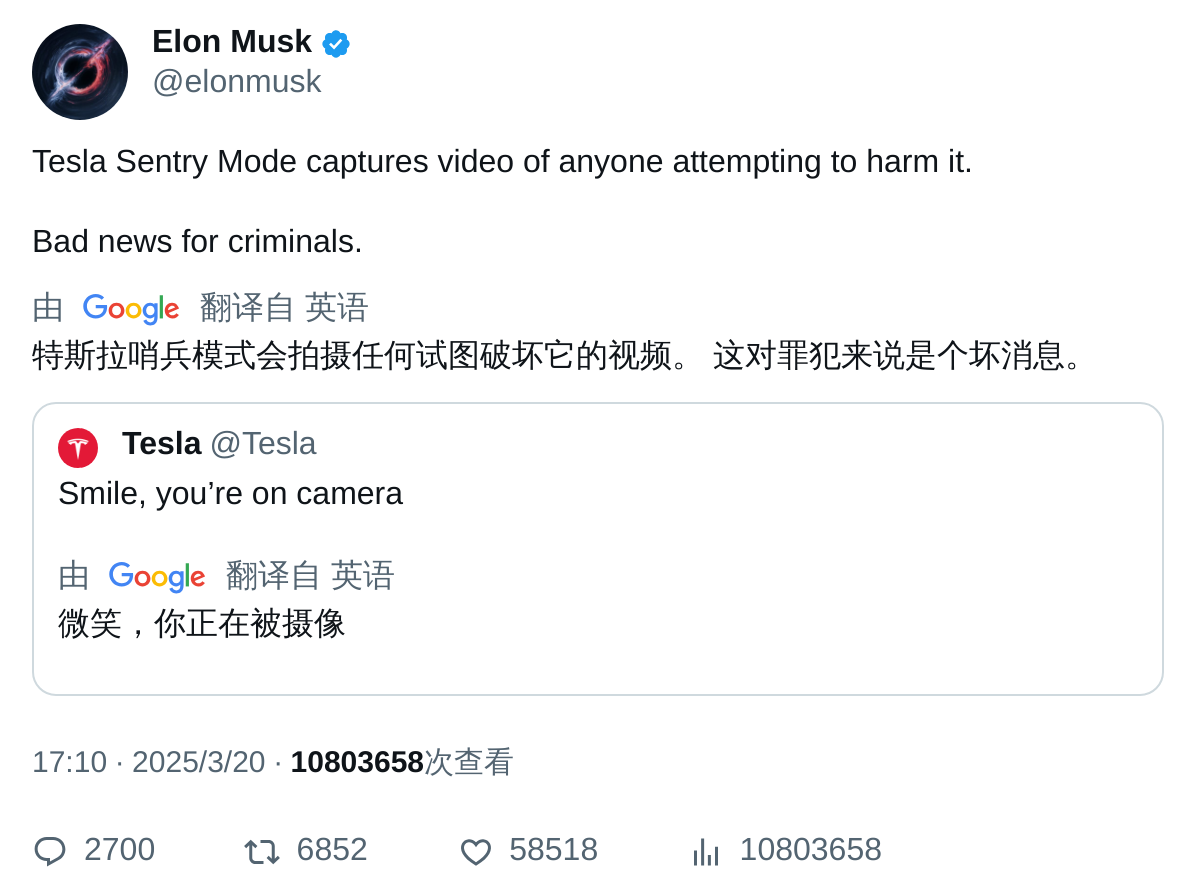 Elon Musk
@elonmusk
Tesla Sentry Mode captures video of anyone attempting to harm it.
Bad news for criminals.
由 Google 翻译自 英语
特斯拉哨兵模式会拍摄任何试图破坏它的视频。 这对罪犯来说是个坏消息。
Tesla @Tesla
Smile, you’re on camera
由 Google 翻译自 英语
微笑，你正在被摄像
17:10 · 2025/3/20 · 10803658次查看
2700 6852 58518 10803658